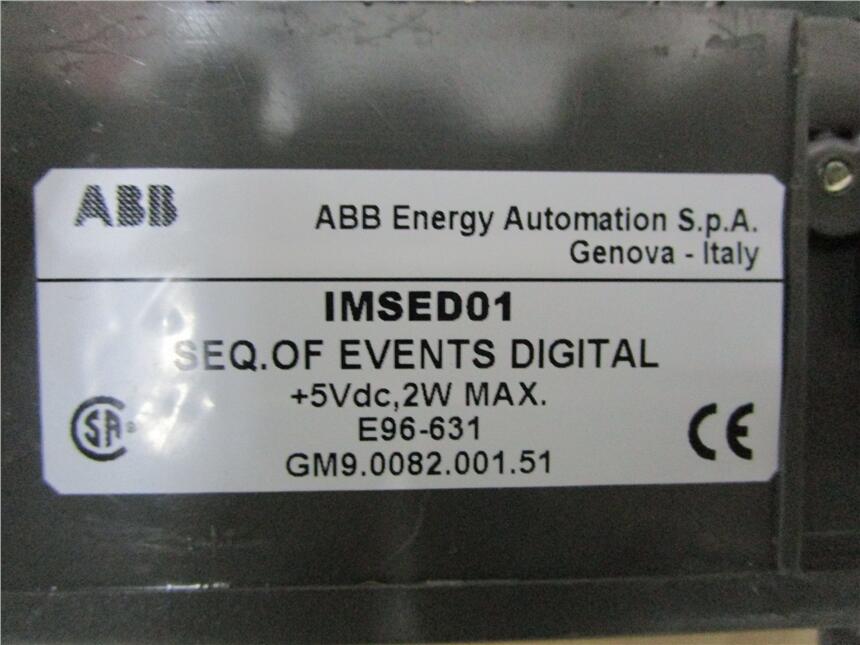 ABB
ABB Energy Automation S.p.A.
Genova - Italy
IMSED01
SEQ.OF EVENTS DIGITAL
+5Vdc,2W MAX.
E96-631
GM9.0082.001.51
SA®
CE